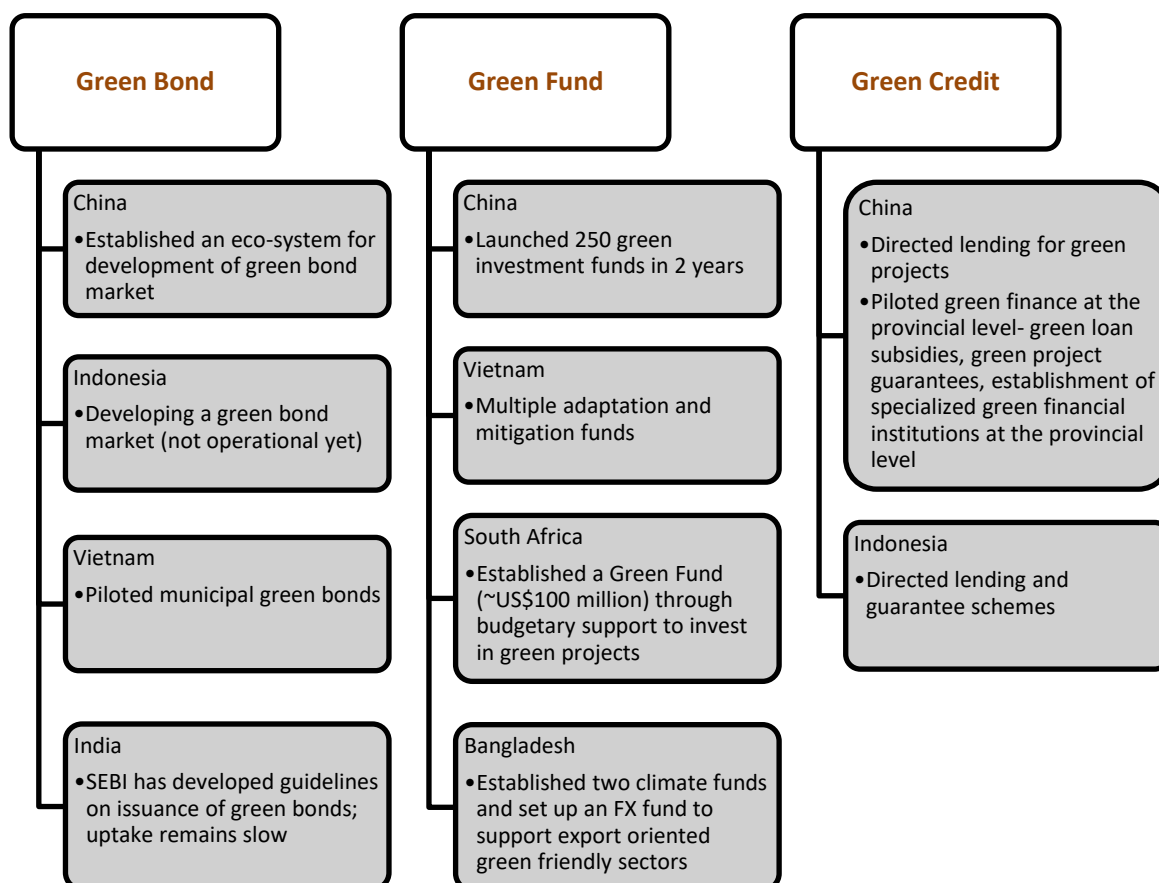 Green Bond
China
•Established an eco-system for
development of green bond
market
Indonesia
•Developing a green bond
market (not operational yet)
Vietnam
•Piloted municipal green bonds
India
•SEBI has developed guidelines
on issuance of green bonds;
uptake remains slow
Green Fund
China
•Launched 250 green
investment funds in 2 years
Vietnam
•Multiple adaptation and
mitigation funds
South Africa
•Established a Green Fund
(~US$100 million) through
budgetary support to invest
in green projects
Bangladesh
•Established two climate funds
and set up an FX fund to
support export oriented
green friendly sectors
Green Credit
China
•Directed lending for green
projects
•Piloted green finance at the
provincial level- green loan
subsidies, green project
guarantees, establishment of
specialized green financial
institutions at the provincial
level
Indonesia
•Directed lending and
guarantee schemes